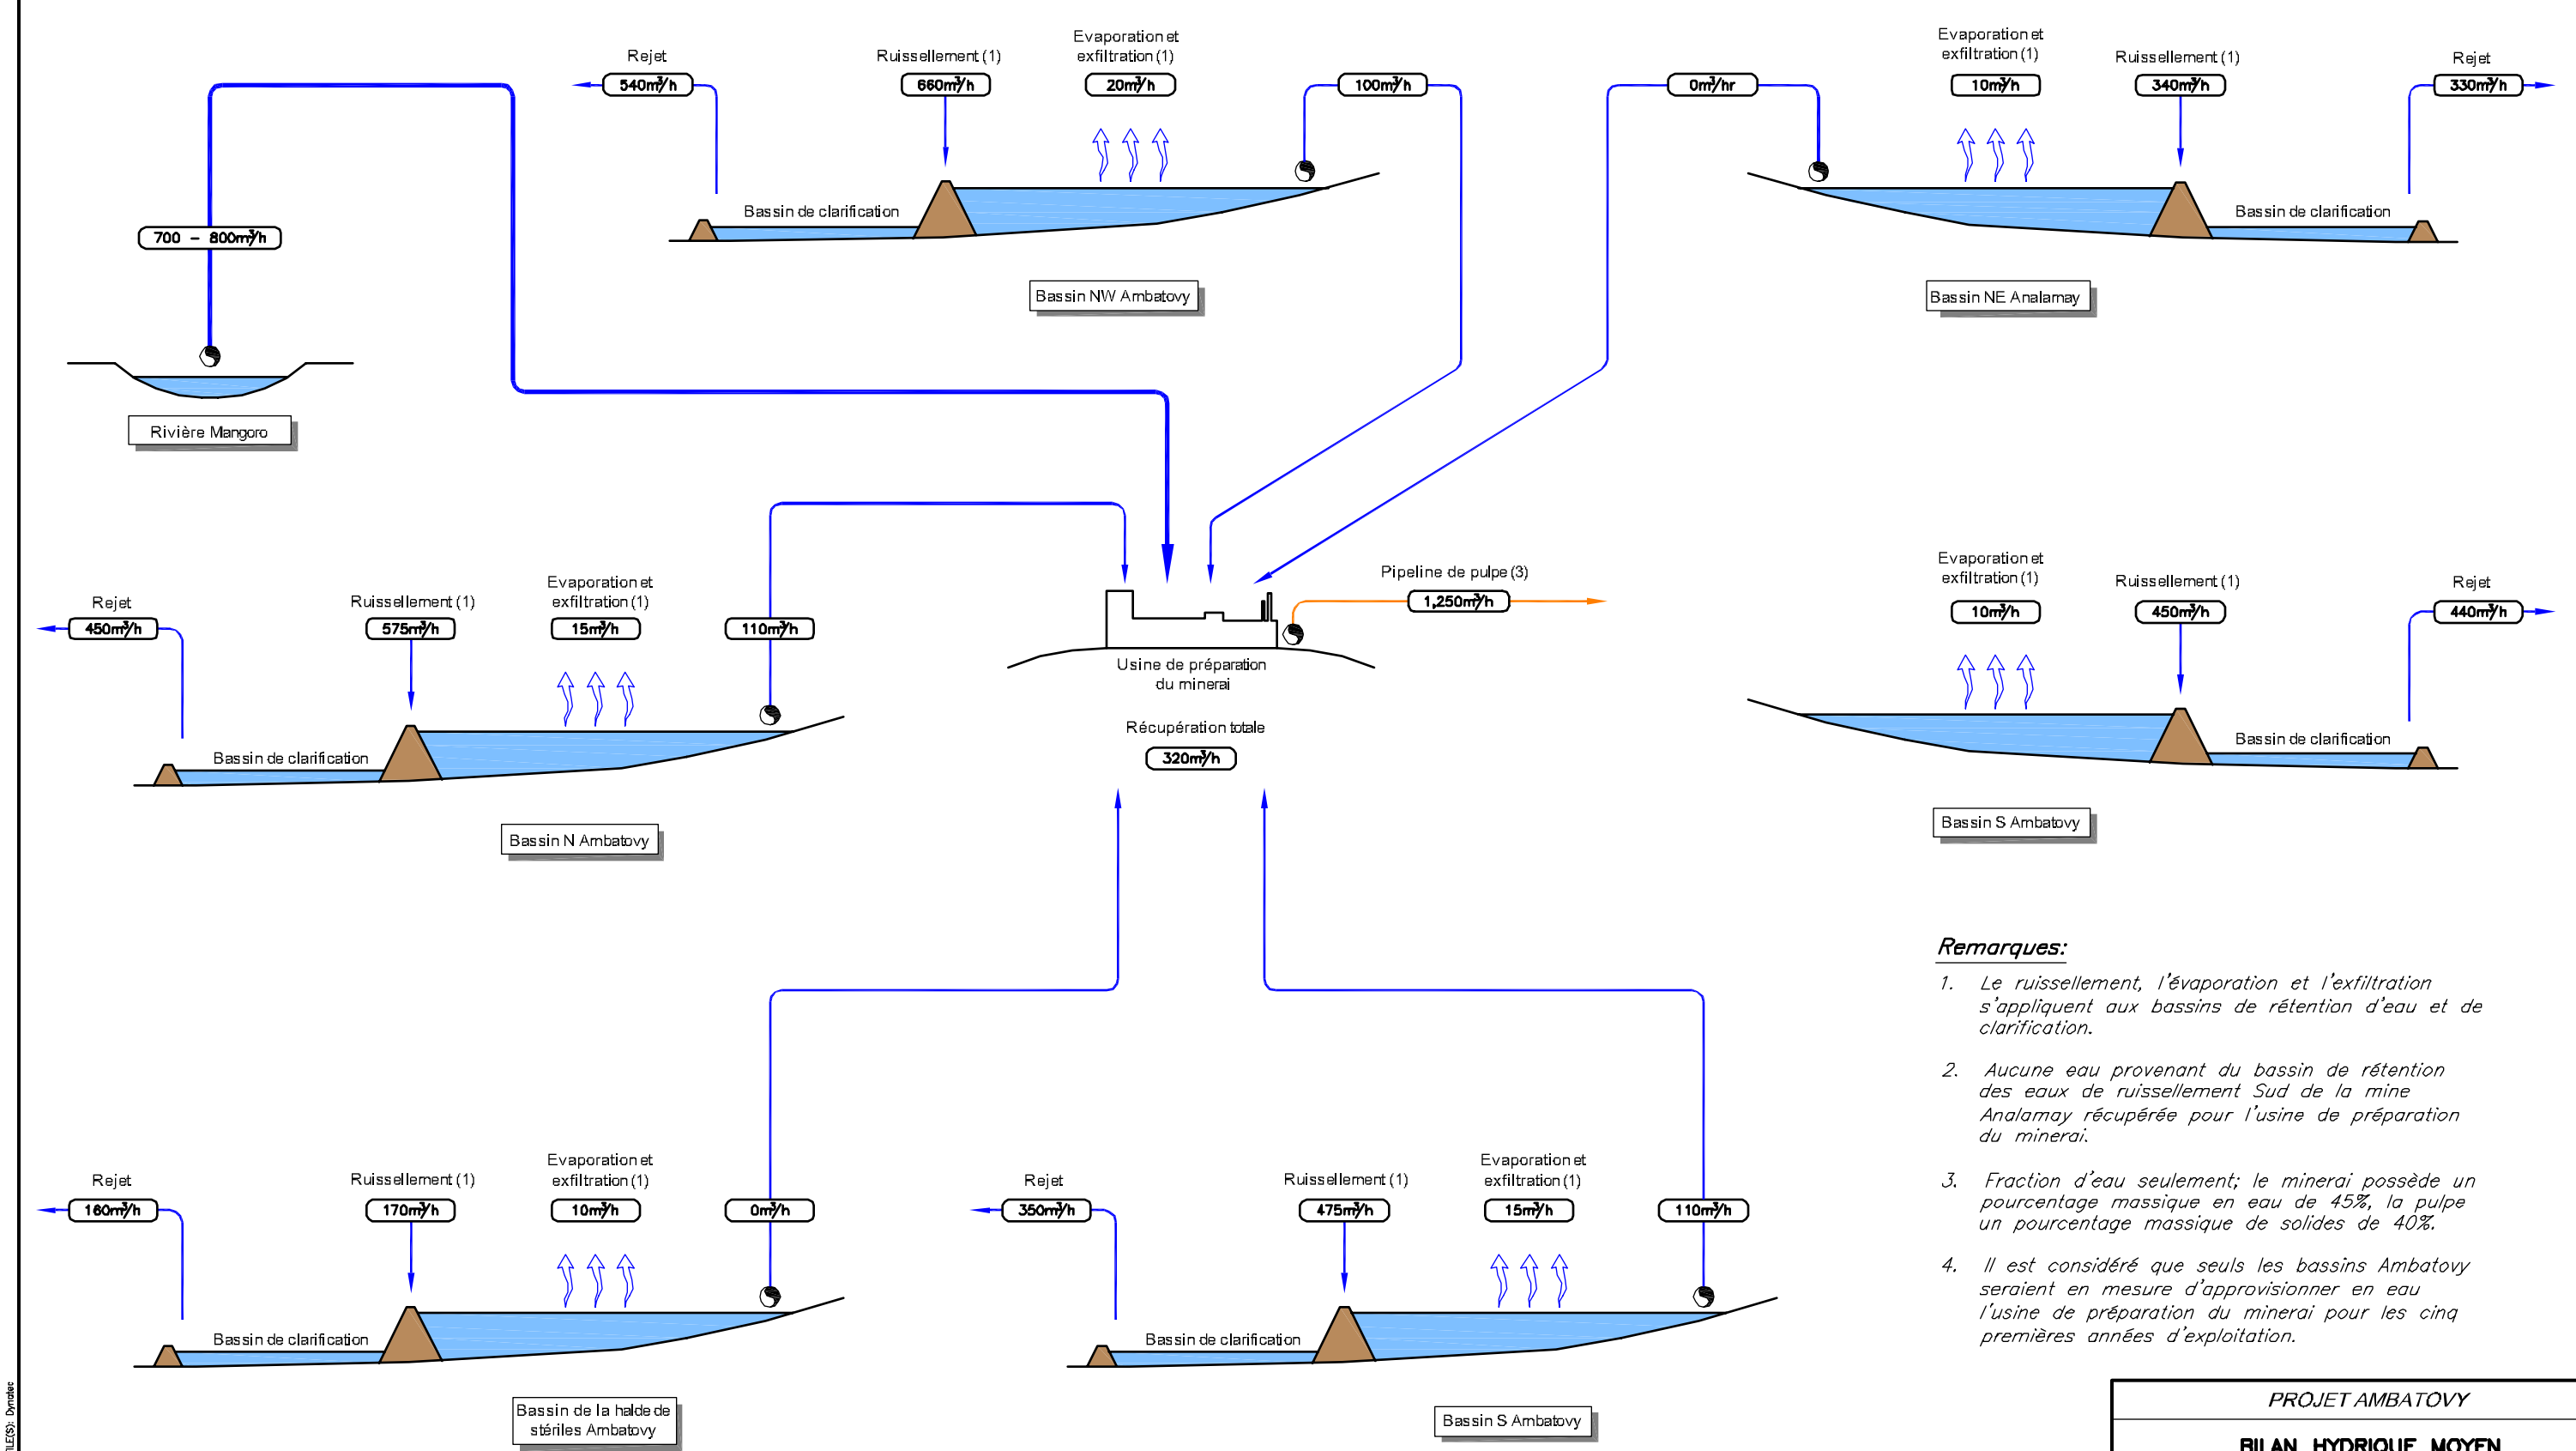 Rejet
540m³/h
Ruissellement (1)
660m³/h
Evaporation et
exfiltration (1)
20m³/h
100m³/h
0m³/hr
Evaporation et
exfiltration (1)
10m³/h
Ruissellement (1)
340m³/h
Rejet
330m³/h
Bassin de clarification
Bassin de clarification
700 - 800m³/h
Bassin NW Ambatovy
Bassin NE Analamay
Rivière Mangoro
Rejet
450m³/h
Ruissellement (1)
575m³/h
Evaporation et
exfiltration (1)
15m³/h
110m³/h
Pipeline de pulpe (3)
1,250m³/h
Evaporation et
exfiltration (1)
10m³/h
Ruissellement (1)
450m³/h
Rejet
440m³/h
Usine de préparation
du minerai
Récupération totale
320m³/h
Bassin de clarification
Bassin de clarification
Bassin N Ambatovy
Bassin S Ambatovy
Remarques:
1. Le ruissellement, l'évaporation et l'exfiltration
s'appliquent aux bassins de rétention d'eau et de
clarification.
2. Aucune eau provenant du bassin de rétention
des eaux de ruissellement Sud de la mine
Analamay récupérée pour l'usine de préparation
du minerai.
3. Fraction d'eau seulement; le minerai possède un
pourcentage massique en eau de 45%, la pulpe
un pourcentage massique de solides de 40%.
4. Il est considéré que seuls les bassins Ambatovy
seraient en mesure d'approvisionner en eau
l'usine de préparation du minerai pour les cinq
premières années d'exploitation.
Rejet
160m³/h
Ruissellement (1)
170m³/h
Evaporation et
exfiltration (1)
10m³/h
0m³/h
Rejet
350m³/h
Ruissellement (1)
475m³/h
Evaporation et
exfiltration (1)
15m³/h
110m³/h
Bassin de clarification
Bassin de clarification
Bassin de la halde de
stériles Ambatovy
Bassin S Ambatovy
PROJET AMBATOVY
BILAN HYDRIQUE MOYEN
Dynatec